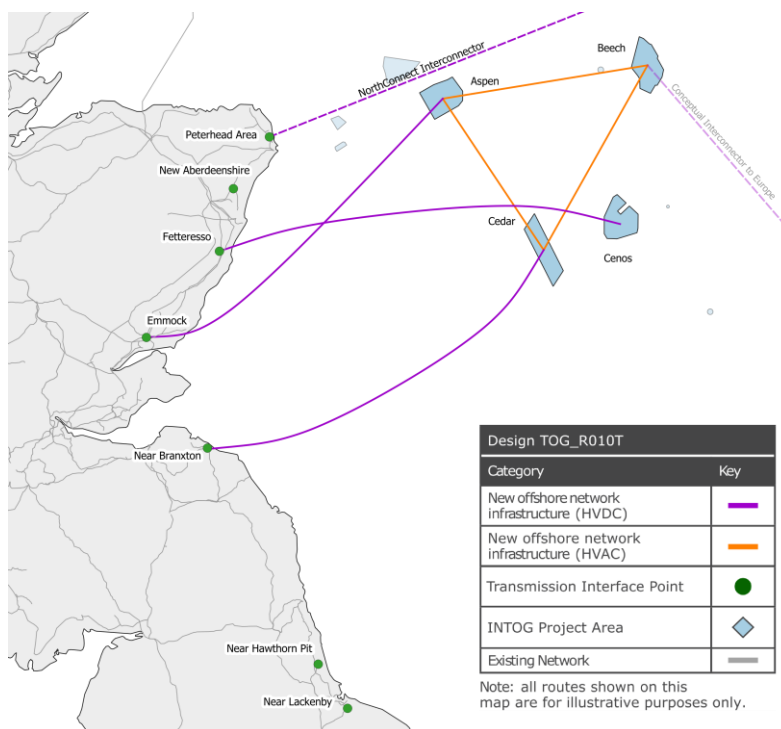 Beech
NorthConnect Interconnector
Aspen
Conceptual Interconnector to Europe
Peterhead Area
New Aberdeenshire
Cedar
Fetteresso
Cenos
Emmock
Near Branxton
Near Hawthorn Pit
Near Lackenby
Design TOG_R010T
Category Key
New offshore network
infrastructure (HVDC)
New offshore network
infrastructure (HVAC)
Transmission Interface Point
INTOG Project Area
Existing Network
Note: all routes shown on this
map are for illustrative purposes only.